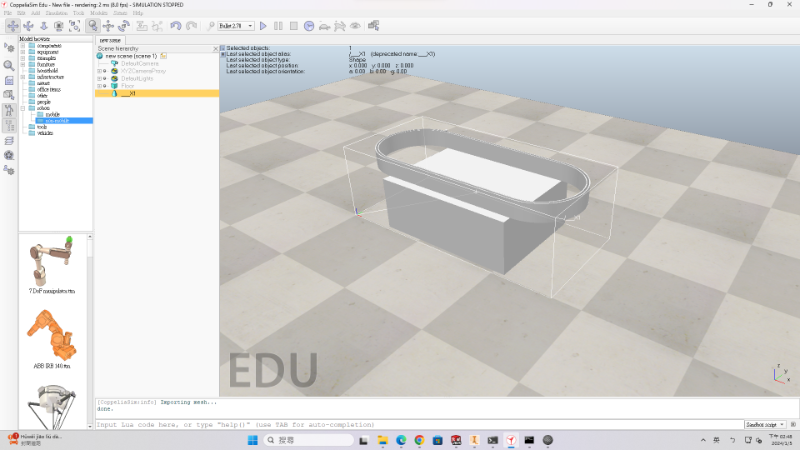 CoppeliaSim Edu - New file - rendering: 2 ms (8.0 fps) - SIMULATION STOPPED
File Edit Add Simulation Tools Modules Scenes Help
Bullet 2.78
Model browser
components
equipment
examples
furniture
household
infrastructure
nature
office items
other
people
robots
mobile
non-mobile
tools
vehicles
7 DoF manipulator.ttm
ABB IRB 140.ttm
new scene
Scene hierarchy
new scene (scene 1)
DefaultCamera
XYZCameraProxy
DefaultLights
Floor
___X1
Selected objects: 1
Last selected object alias: /___X1 (deprecated name ___X1)
Last selected object type: Shape
Last selected object position x: 0.000 y: 0.000 z: 0.000
Last selected object orientation: a: 0.00 b: 0.00 g: 0.00
EDU
z
y
x
[CoppeliaSim:info] Importing mesh...
done.
Input Lua code here, or type "help()" (use TAB for auto-completion)
Sandbox script
搜尋
英
下午 02:48